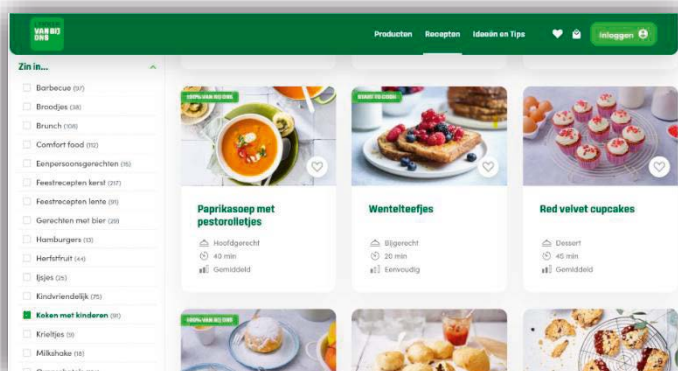 LEKKER
VAN BIJ
ONS
Producten Recepten Ideeën en Tips inloggen
Zin in...
Barbecue (97)
Broodjes (38)
Brunch (108)
Comfort food (112)
Eenpersoonsgerechten (15)
Feestrecepten kerst (217)
Feestrecepten lente (91)
Gerechten met bier (29)
Hamburgers (13)
Herfstfruit (44)
Ijsjes (25)
Kindvriendelijk (75)
Koken met kinderen (91)
Krieltjes (9)
Milkshake (18)
100% VAN BIJ ONS
Paprikasoep met
pestorolletjes
Hoofdgerecht
40 min
Gemiddeld
START TO COOK
Wentelteefjes
Bijgerecht
20 min
Eenvoudig
Red velvet cupcakes
Dessert
45 min
Gemiddeld
100% VAN BIJ ONS